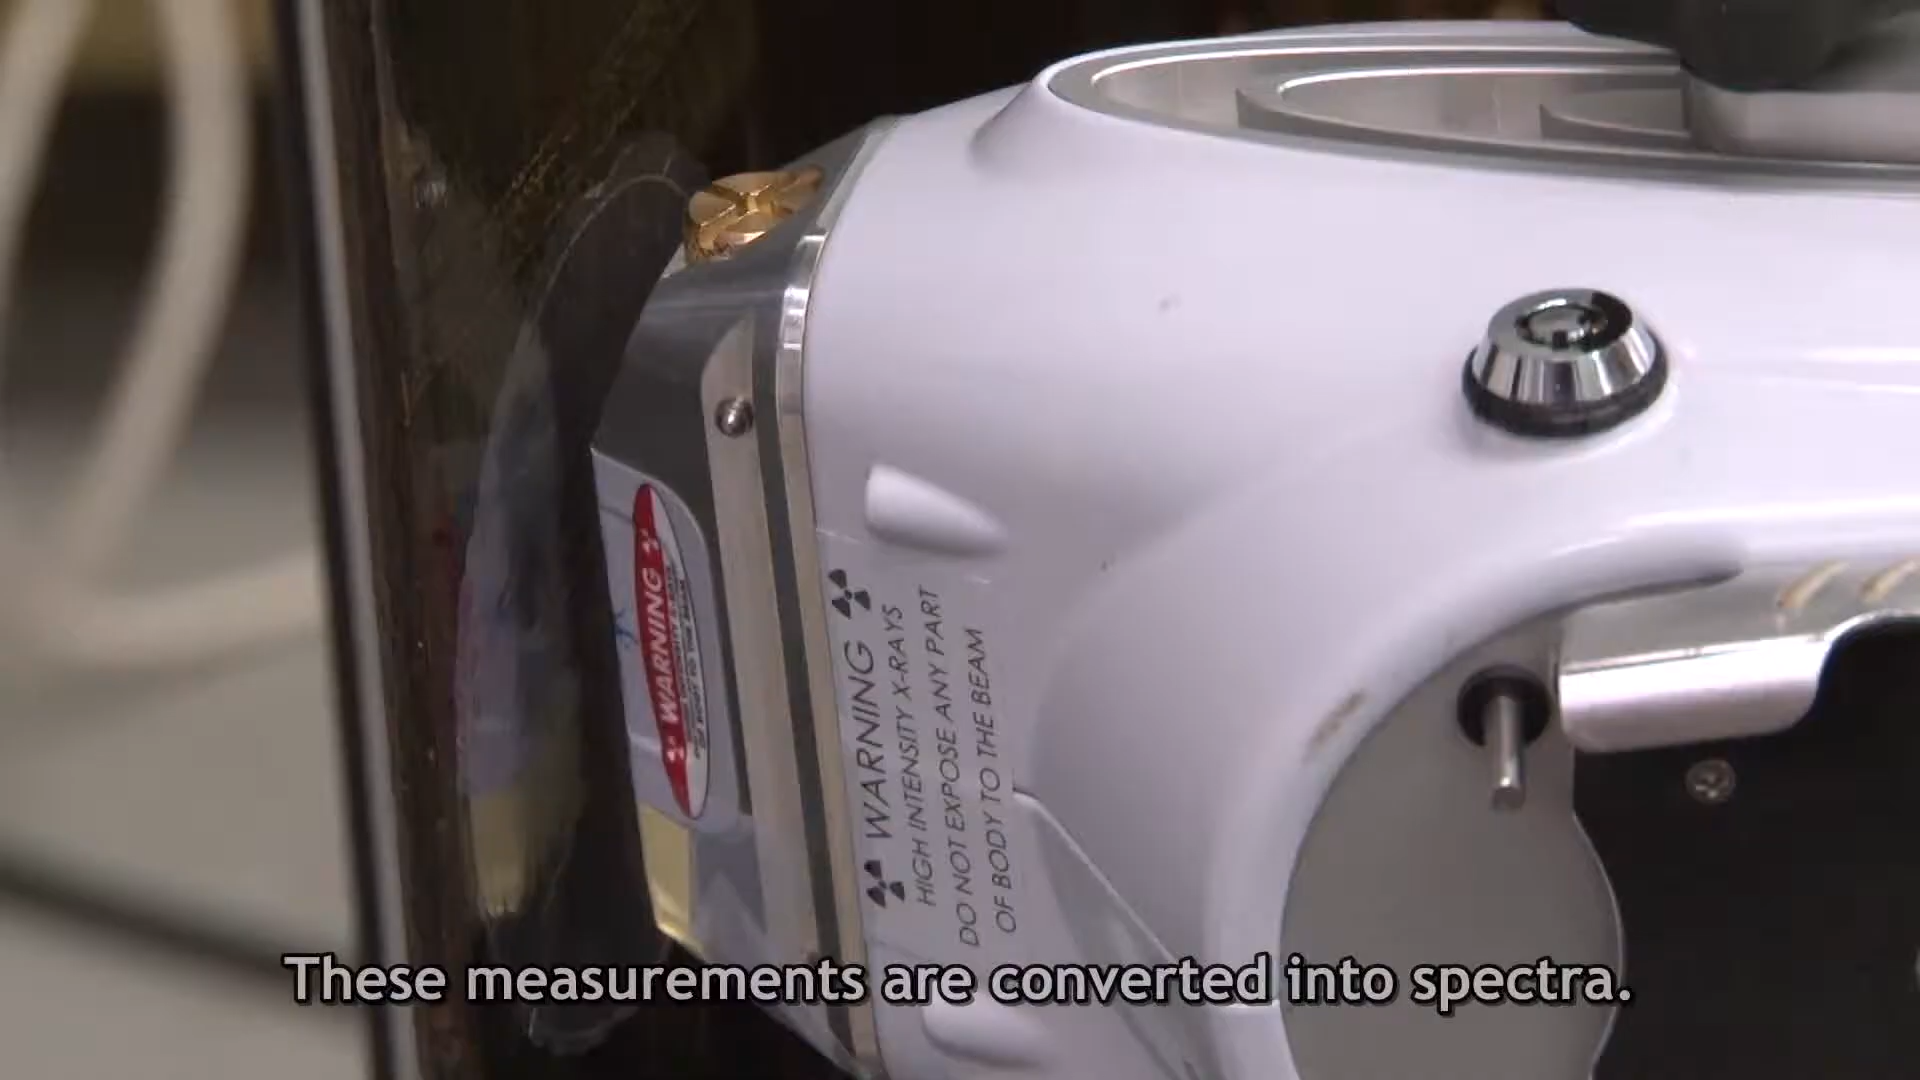 WARNING
WARNING
HIGH INTENSITY X-RAYS
DO NOT EXPOSE ANY PART
OF BODY TO THE BEAM
These measurements are converted into spectra.